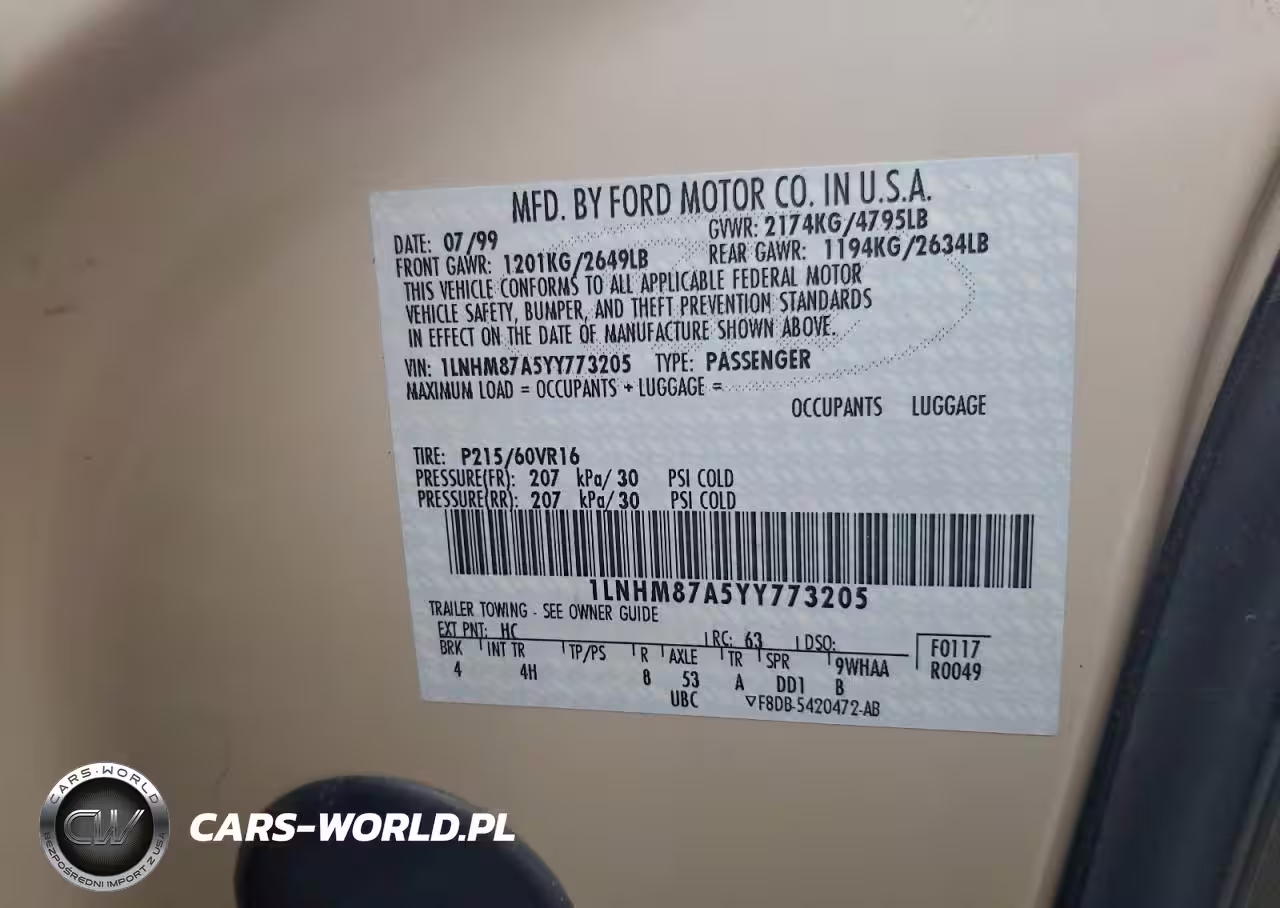 MFD. BY FORD MOTOR CO. IN U.S.A.
DATE: 07/99 GVWR: 2174KG/4795LB
FRONT GAWR: 1201KG/2649LB REAR GAWR: 1194KG/2634LB
THIS VEHICLE CONFORMS TO ALL APPLICABLE FEDERAL MOTOR
VEHICLE SAFETY, BUMPER, AND THEFT PREVENTION STANDARDS
IN EFFECT ON THE DATE OF MANUFACTURE SHOWN ABOVE.
VIN: 1LNHM87A5YY773205 TYPE: PASSENGER
MAXIMUM LOAD = OCCUPANTS + LUGGAGE =
OCCUPANTS LUGGAGE
TIRE: P215/60VR16
PRESSURE(FR): 207 kPa/ 30 PSI COLD
PRESSURE(RR): 207 kPa/ 30 PSI COLD
1LNHM87A5YY773205
TRAILER TOWING - SEE OWNER GUIDE
EXT PNT: HC RC: 63 DSO: F0117
BRK INT TR TP/PS R AXLE TR SPR 9WHAA R0049
4 4H 8 53 A DD1 B
UBC ▽F8DB-5420472-AB
CARS-WORLD
CW
BEZPOŚREDNI IMPORT Z USA
CARS-WORLD.PL